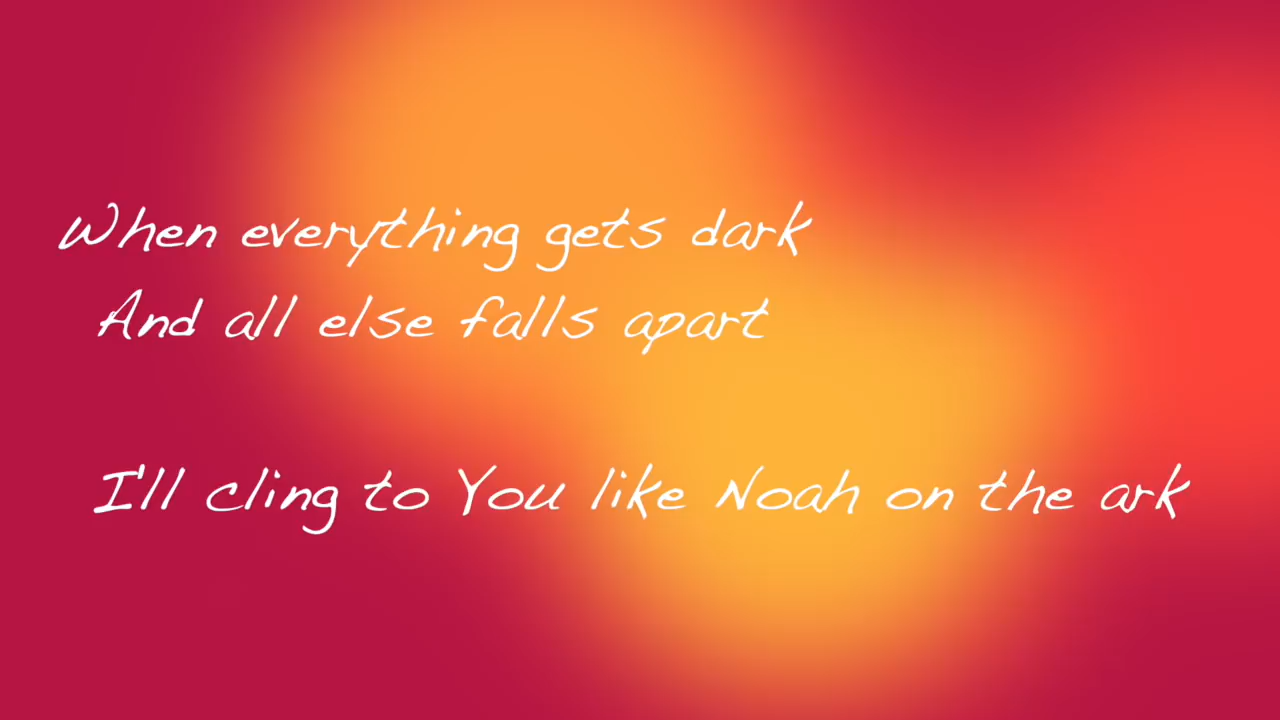 When everything gets dark
And all else falls apart
I'll cling to You like Noah on the ark